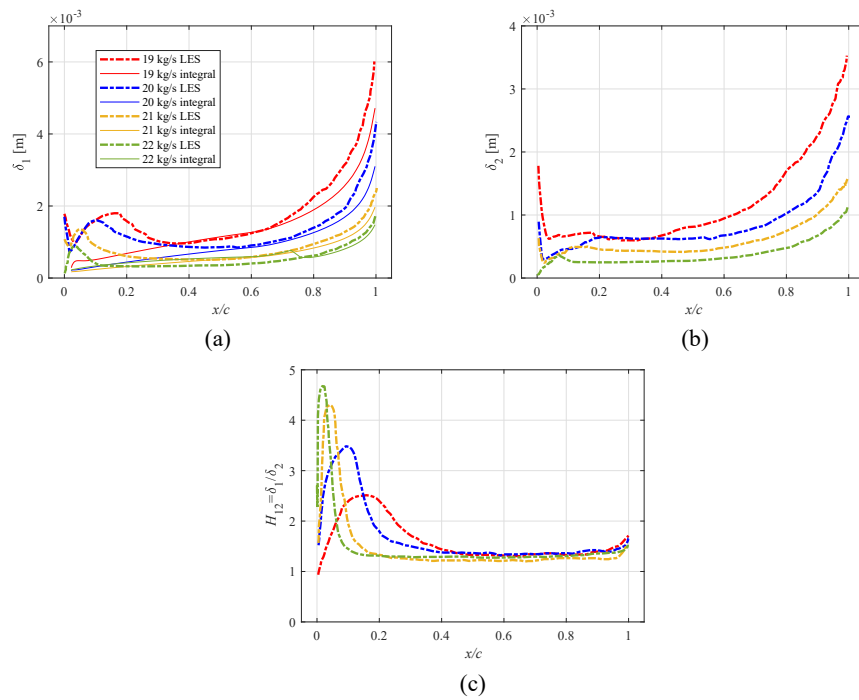 ×10⁻³
8
6
4
2
0
δ₁ [m]
0 0.2 0.4 0.6 0.8 1
x/c
19 kg/s LES
19 kg/s integral
20 kg/s LES
20 kg/s integral
21 kg/s LES
21 kg/s integral
22 kg/s LES
22 kg/s integral
(a)
×10⁻³
4
3
2
1
0
δ₂ [m]
0 0.2 0.4 0.6 0.8 1
x/c
(b)
5
4
3
2
1
0
H₁₂=δ₁/δ₂
0 0.2 0.4 0.6 0.8 1
x/c
(c)